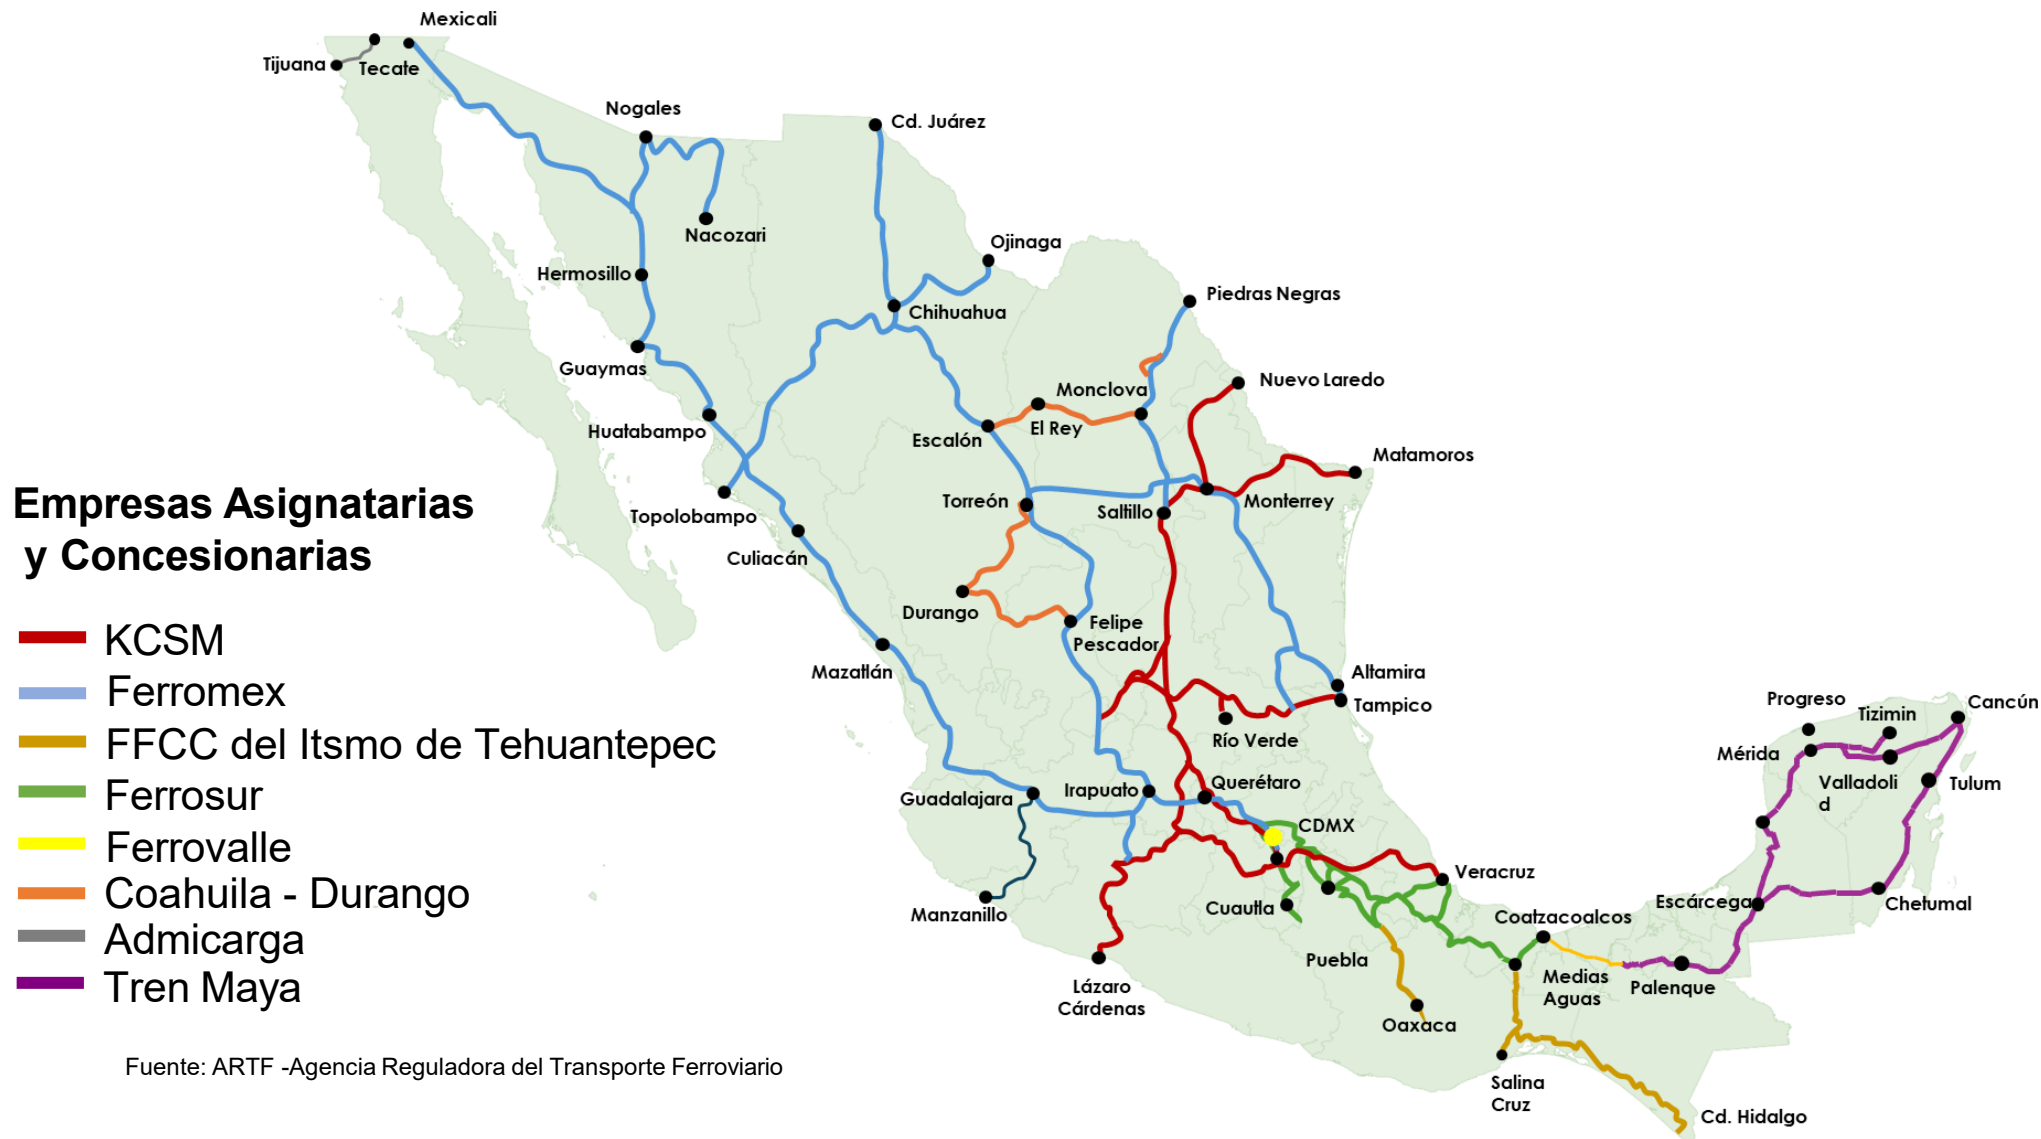 Mexicali
Tijuana
Tecate
Nogales
Cd. Juárez
Nacozari
Ojinaga
Hermosillo
Piedras Negras
Chihuahua
Guaymas
Nuevo Laredo
Monclova
Huatabampo
El Rey
Escalón
Matamoros
Empresas Asignatarias
y Concesionarias
Torreón
Monterrey
Saltillo
Topolobampo
Culiacán
Durango
Felipe
Pescador
KCSM
Mazatlán
Altamira
Ferromex
Tampico
Progreso
Cancún
Tizimin
Río Verde
FFCC del Itsmo de Tehuantepec
Mérida
Querétaro
Irapuato
Valladoli
d
Tulum
Guadalajara
Ferrosur
CDMX
Ferrovalle
Veracruz
Coahuila - Durango
Escárcega
Chetumal
Cuautla
Manzanillo
Coatzacoalcos
Admicarga
Puebla
Medias
Aguas
Palenque
Tren Maya
Lázaro
Cárdenas
Oaxaca
Fuente: ARTF -Agencia Reguladora del Transporte Ferroviario
Salina
Cruz
Cd. Hidalgo